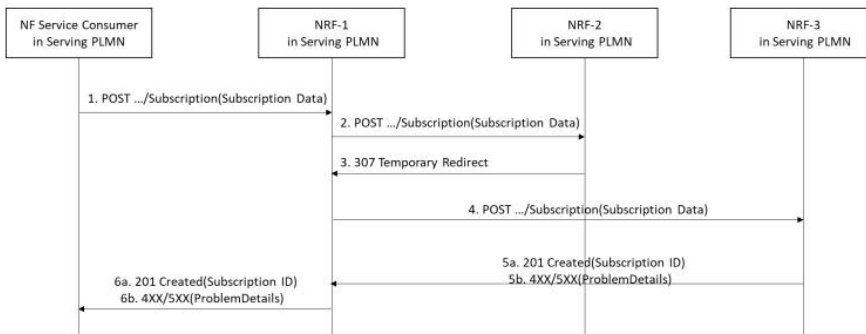 NF Service Consumer
in Serving PLMN
NRF-1
in Serving PLMN
NRF-2
in Serving PLMN
NRF-3
in Serving PLMN
1. POST .../Subscription(Subscription Data)
2. POST .../Subscription(Subscription Data)
3. 307 Temporary Redirect
4. POST .../Subscription(Subscription Data)
5a. 201 Created(Subscription ID)
5b. 4XX/5XX(ProblemDetails)
6a. 201 Created(Subscription ID)
6b. 4XX/5XX(ProblemDetails)